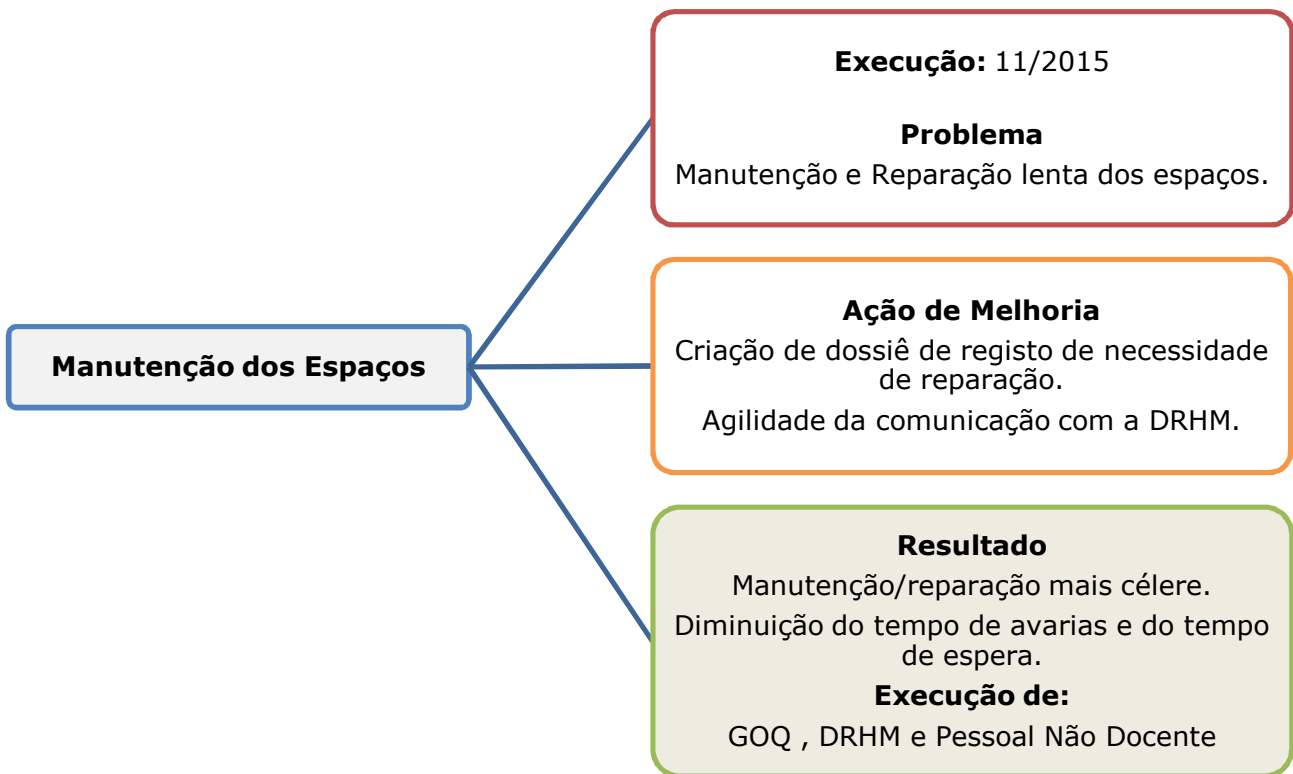 Execução: 11/2015
Problema
Manutenção e Reparação lenta dos espaços.
Manutenção dos Espaços
Ação de Melhoria
Criação de dossiê de registo de necessidade
de reparação.
Agilidade da comunicação com a DRHM.
Resultado
Manutenção/reparação mais célere.
Diminuição do tempo de avarias e do tempo
de espera.
Execução de:
GOQ , DRHM e Pessoal Não Docente